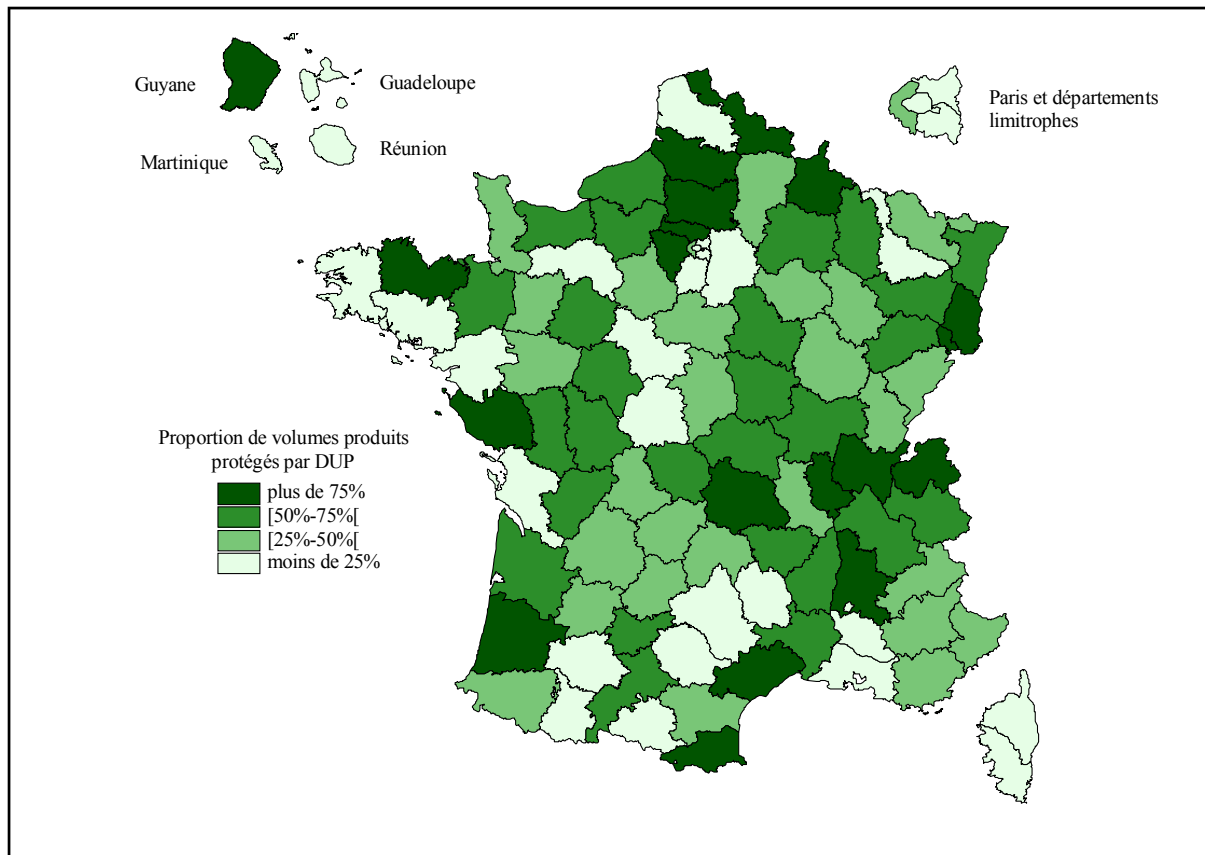 Guyane
Guadeloupe
Martinique
Réunion
Paris et départements
limitrophes
Proportion de volumes produits
protégés par DUP
plus de 75%
[50%-75%[
[25%-50%[
moins de 25%